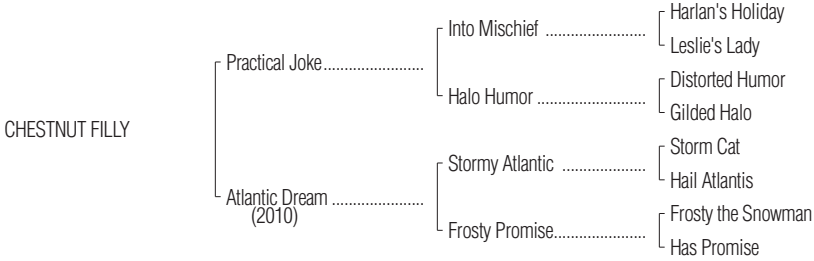 Harlan's Holiday
Into Mischief ........................
Leslie's Lady
Practical Joke........................
Distorted Humor
Halo Humor ..........................
Gilded Halo
CHESTNUT FILLY
Storm Cat
Stormy Atlantic ....................
Hail Atlantis
Atlantic Dream ......................
(2010)
Frosty the Snowman
Frosty Promise......................
Has Promise